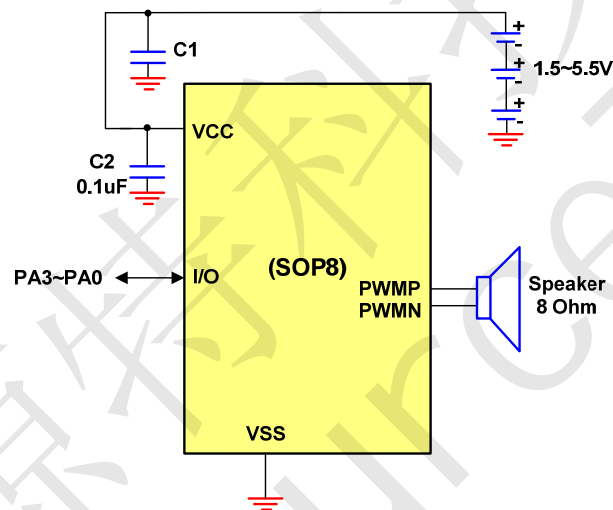 C1
+
-
+
-
+
-
1.5~5.5V
VCC
C2
0.1uF
PA3~PA0
I/O
(SOP8)
PWMP
PWMN
Speaker
8 Ohm
VSS